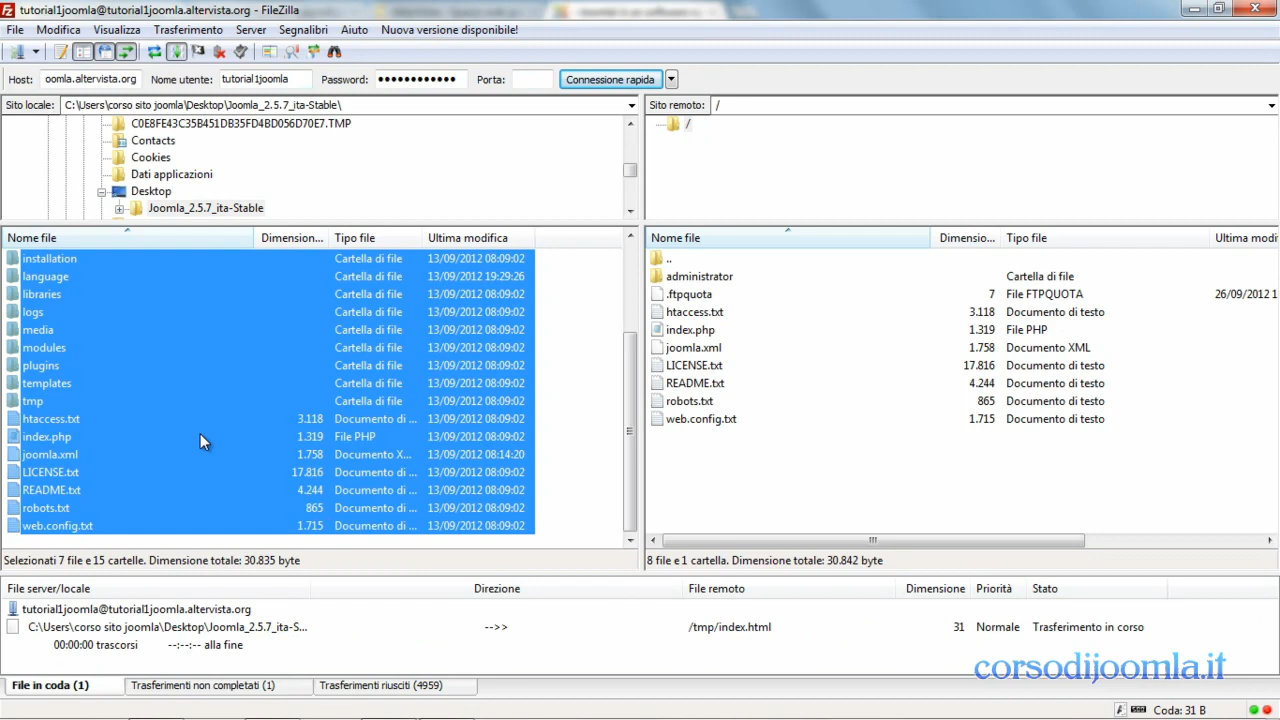 tutorial1joomla@tutorial1joomla.altervista.org - FileZilla
File Modifica Visualizza Trasferimento Server Segnalibri Aiuto Nuova versione disponibile!
Host: oomla.altervista.org Nome utente: tutorial1joomla Password: ●●●●●●●●●●●● Porta: Connessione rapida
Sito locale: C:\Users\corso sito joomla\Desktop\Joomla_2.5.7_ita-Stable\
Sito remoto: /
C0E8FE43C35B451DB35FD4BD056D70E7.TMP
Contacts
Cookies
Dati applicazioni
Desktop
Joomla_2.5.7_ita-Stable
/
Nome file Dimension... Tipo file Ultima modifica
installation Cartella di file 13/09/2012 08:09:02
language Cartella di file 13/09/2012 19:29:26
libraries Cartella di file 13/09/2012 08:09:02
logs Cartella di file 13/09/2012 08:09:02
media Cartella di file 13/09/2012 08:09:02
modules Cartella di file 13/09/2012 08:09:02
plugins Cartella di file 13/09/2012 08:09:02
templates Cartella di file 13/09/2012 08:09:02
tmp Cartella di file 13/09/2012 08:09:02
htaccess.txt 3.118 Documento di ... 13/09/2012 08:09:02
index.php 1.319 File PHP 13/09/2012 08:09:02
joomla.xml 1.758 Documento X... 13/09/2012 08:14:20
LICENSE.txt 17.816 Documento di ... 13/09/2012 08:09:02
README.txt 4.244 Documento di ... 13/09/2012 08:09:02
robots.txt 865 Documento di ... 13/09/2012 08:09:02
web.config.txt 1.715 Documento di ... 13/09/2012 08:09:02
Selezionati 7 file e 15 cartelle. Dimensione totale: 30.835 byte
Nome file Dimensio... Tipo file Ultima modi
..
administrator Cartella di file
.ftpquota 7 File FTPQUOTA 26/09/2012 1
htaccess.txt 3.118 Documento di testo
index.php 1.319 File PHP
joomla.xml 1.758 Documento XML
LICENSE.txt 17.816 Documento di testo
README.txt 4.244 Documento di testo
robots.txt 865 Documento di testo
web.config.txt 1.715 Documento di testo
8 file e 1 cartella. Dimensione totale: 30.842 byte
File server/locale Direzione File remoto Dimensione Priorità Stato
tutorial1joomla@tutorial1joomla.altervista.org
C:\Users\corso sito joomla\Desktop\Joomla_2.5.7_ita-S... -->> /tmp/index.html 31 Normale Trasferimento in corso
00:00:00 trascorsi --:--:-- alla fine
corsodijoomla.it
File in coda (1) Trasferimenti non completati (1) Trasferimenti riusciti (4959)
Coda: 31 B